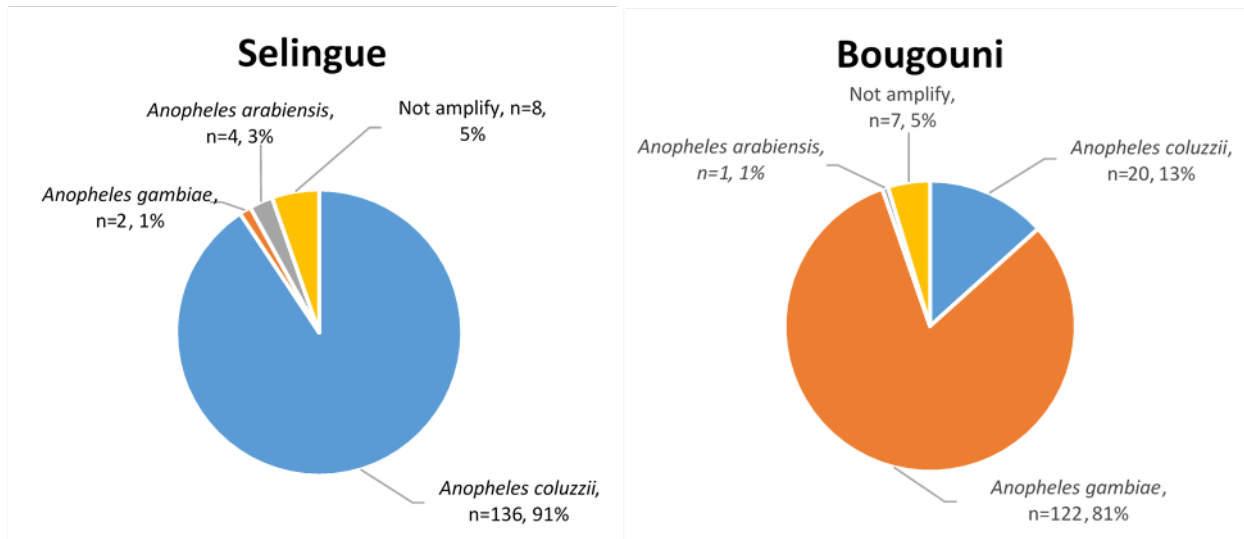 Selingue
Anopheles arabiensis,
n=4, 3%
Not amplify, n=8,
5%
Anopheles gambiae,
n=2, 1%
Anopheles coluzzii,
n=136, 91%
Bougouni
Not amplify,
n=7, 5%
Anopheles arabiensis,
n=1, 1%
Anopheles coluzzii,
n=20, 13%
Anopheles gambiae,
n=122, 81%